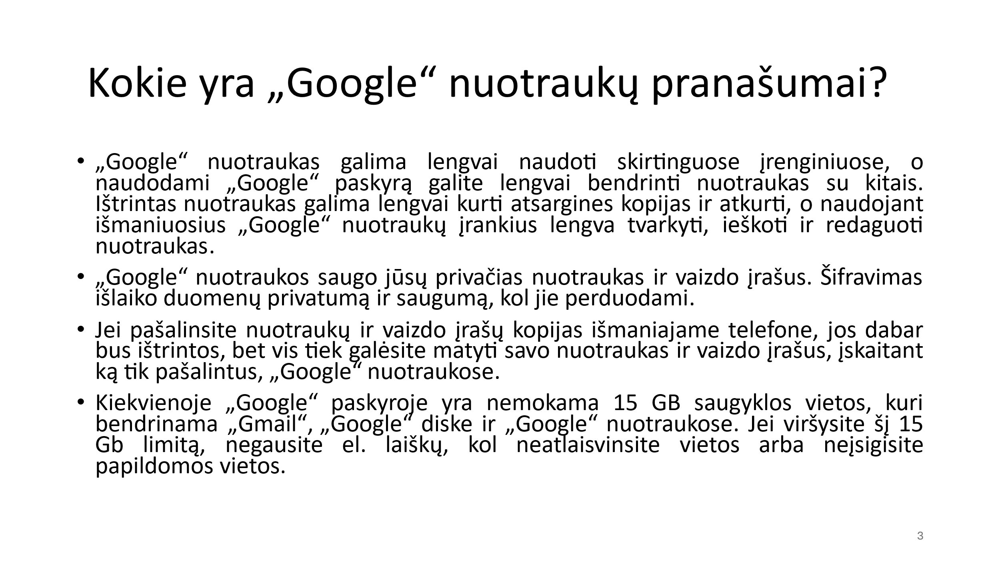 Kokie yra „Google“ nuotraukų pranašumai?
• „Google“ nuotraukas galima lengvai naudoti skirtinguose įrenginiuose, o
naudodami „Google“ paskyrą galite lengvai bendrinti nuotraukas su kitais.
Ištrintas nuotraukas galima lengvai kurti atsargines kopijas ir atkurti, o naudojant
išmaniuosius „Google“ nuotraukų įrankius lengva tvarkyti, ieškoti ir redaguoti
nuotraukas.
• „Google“ nuotraukos saugo jūsų privačias nuotraukas ir vaizdo įrašus. Šifravimas
išlaiko duomenų privatumą ir saugumą, kol jie perduodami.
• Jei pašalinsite nuotraukų ir vaizdo įrašų kopijas išmaniajame telefone, jos dabar
bus ištrintos, bet vis tiek galėsite matyti savo nuotraukas ir vaizdo įrašus, įskaitant
ką tik pašalintus, „Google“ nuotraukose.
• Kiekvienoje „Google“ paskyroje yra nemokama 15 GB saugyklos vietos, kuri
bendrinama „Gmail“, „Google“ diske ir „Google“ nuotraukose. Jei viršysite šį 15
Gb limitą, negausite el. laiškų, kol neatlaisvinsite vietos arba neįsigisite
papildomos vietos.
3